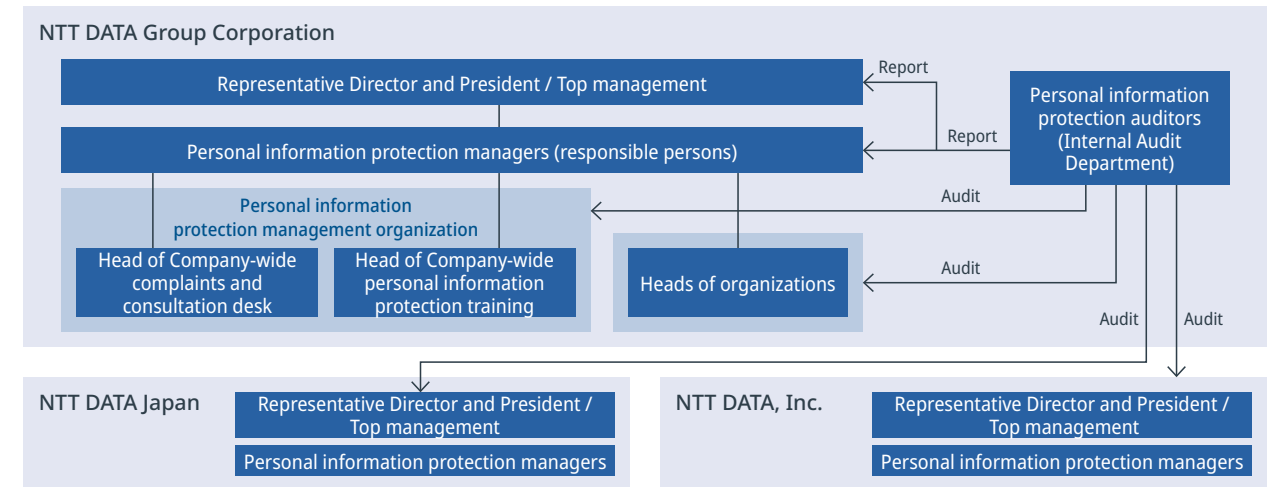 NTT DATA Group Corporation
Representative Director and President / Top management
Report
Personal information
protection auditors
(Internal Audit
Department)
Personal information protection managers (responsible persons)
Report
Personal information
protection management organization
Audit
Head of Company-wide
complaints and
consultation desk
Head of Company-wide
personal information
protection training
Heads of organizations
Audit
Audit
Audit
NTT DATA Japan
Representative Director and President /
Top management
Personal information protection managers
NTT DATA, Inc.
Representative Director and President /
Top management
Personal information protection managers